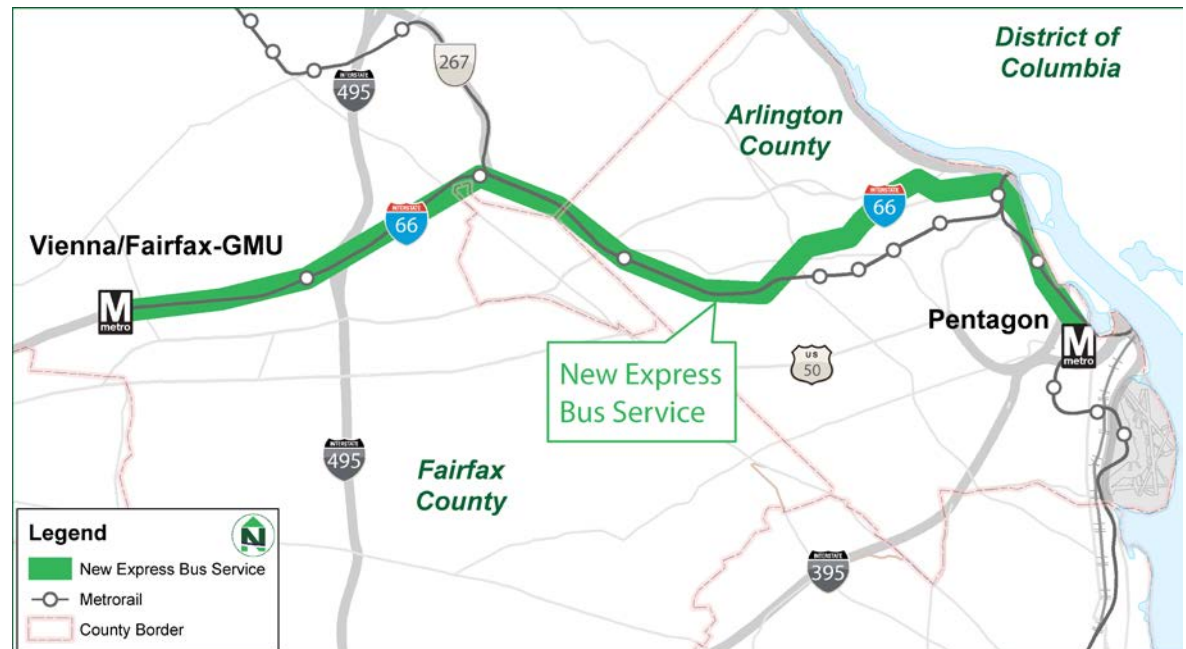 District of
Columbia
267
INTERSTATE
495
Arlington
County
INTERSTATE
66
INTERSTATE
66
Vienna/Fairfax-GMU
M
metro
Pentagon
M
metro
US
50
New Express
Bus Service
INTERSTATE
495
Fairfax
County
INTERSTATE
395
Legend
N
New Express Bus Service
Metrorail
County Border